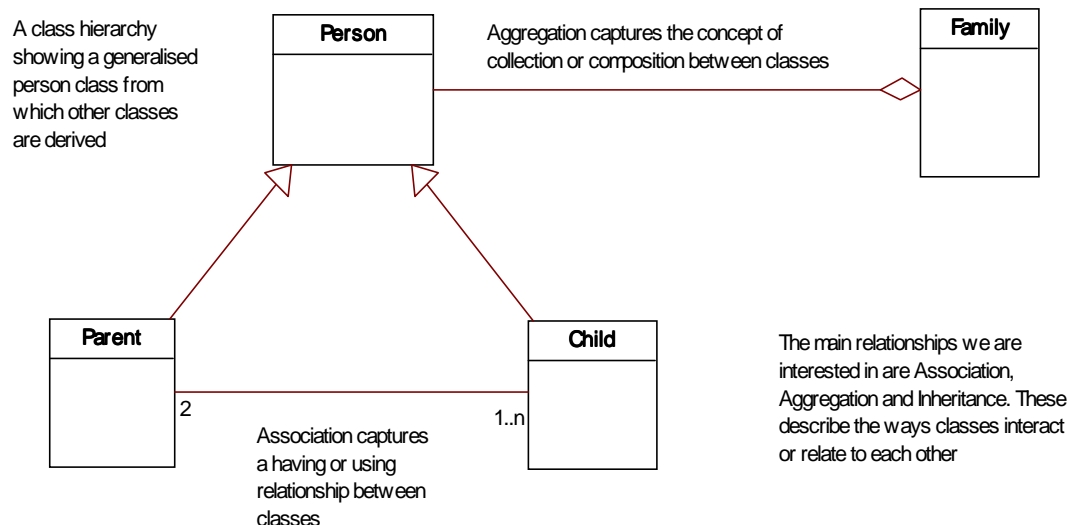 A class hierarchy
showing a generalised
person class from
which other classes
are derived
Person
Aggregation captures the concept of
collection or composition between classes
Family
Parent
Child
2
1..n
Association captures
a having or using
relationship between
classes
The main relationships we are
interested in are Association,
Aggregation and Inheritance. These
describe the ways classes interact
or relate to each other